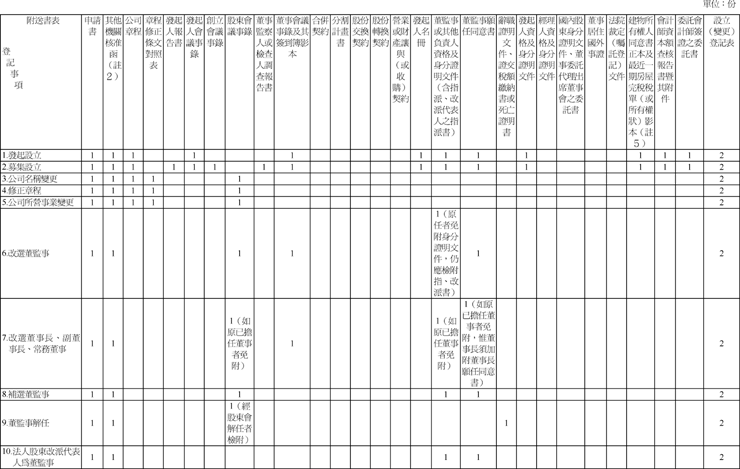 單位：份
附送書表
登記事項
申請書
其他機關核准函（註２）
公司章程
章程修正條文對照表
發起人報告書
發起人會議事錄
創立會議事錄
股東會議事錄
董事監察人或檢查人調查報告書
董事會議事錄及其簽到簿影本
合併契約
分割計畫書
股份交換契約
股份轉換契約
營業或財產讓與（或收購）契約
發起人名冊
董監事或其他負責人資格及身分證明文件（含指派、改派代表人之指派書）
董監事願任同意書
辭職證明文件、證交稅額繳納證明書或死亡證明書
發起人資格及身分證明文件
經理人資格及身分證明文件
國內股東身分證明文件、董事委託代理出席董事會之委託書
董事居住國外事證
法院裁定（囑託登記）文件
建物所有權人同意書正本及最近一期房屋稅單（或所有權狀）影本（註５）
會計師資本額查核報告書暨其附件
委託會計師簽證之委託書
設立（變更）登記表
1.發起設立 1 1 1 1 1 1 1 1 1 1 1 1 2
2.募集設立 1 1 1 1 1 1 1 1 1 1 1 1 1 1 1 2
3.公司名稱變更 1 1 1 1 1 2
4.修正章程 1 1 1 1 1 2
5.公司所營事業變更 1 1 1 1 1 2
6.改選董監事 1 1 1 1 1（原任者免附身分證明文件，仍應檢附指、改派書） 1 2
7.改選董事長、副董事長、常務董事 1 1 1（如原已擔任董事者免附） 1 1（如原已擔任董事者免附） 1（如原已擔任董事者免附，惟董事長須加附董事長願任同意書） 2
8.補選董監事 1 1 1 1 1 2
9.董監事解任 1 1 1（經股東會解任者檢附） 1 2
10.法人股東改派代表人為董監事 1 1 1 1 2